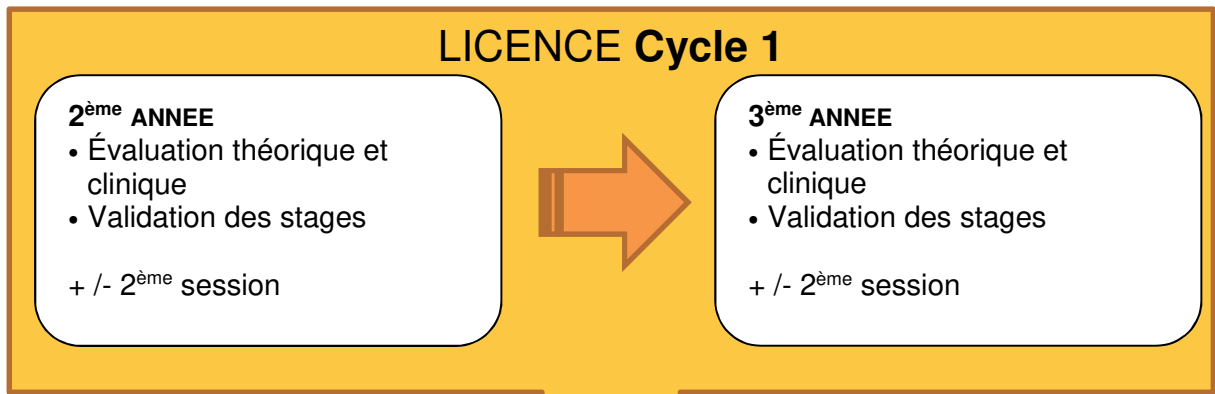 LICENCE Cycle 1
2ème ANNEE
• Évaluation théorique et
clinique
• Validation des stages
+ /- 2ème session
3ème ANNEE
• Évaluation théorique et
clinique
• Validation des stages
+ /- 2ème session